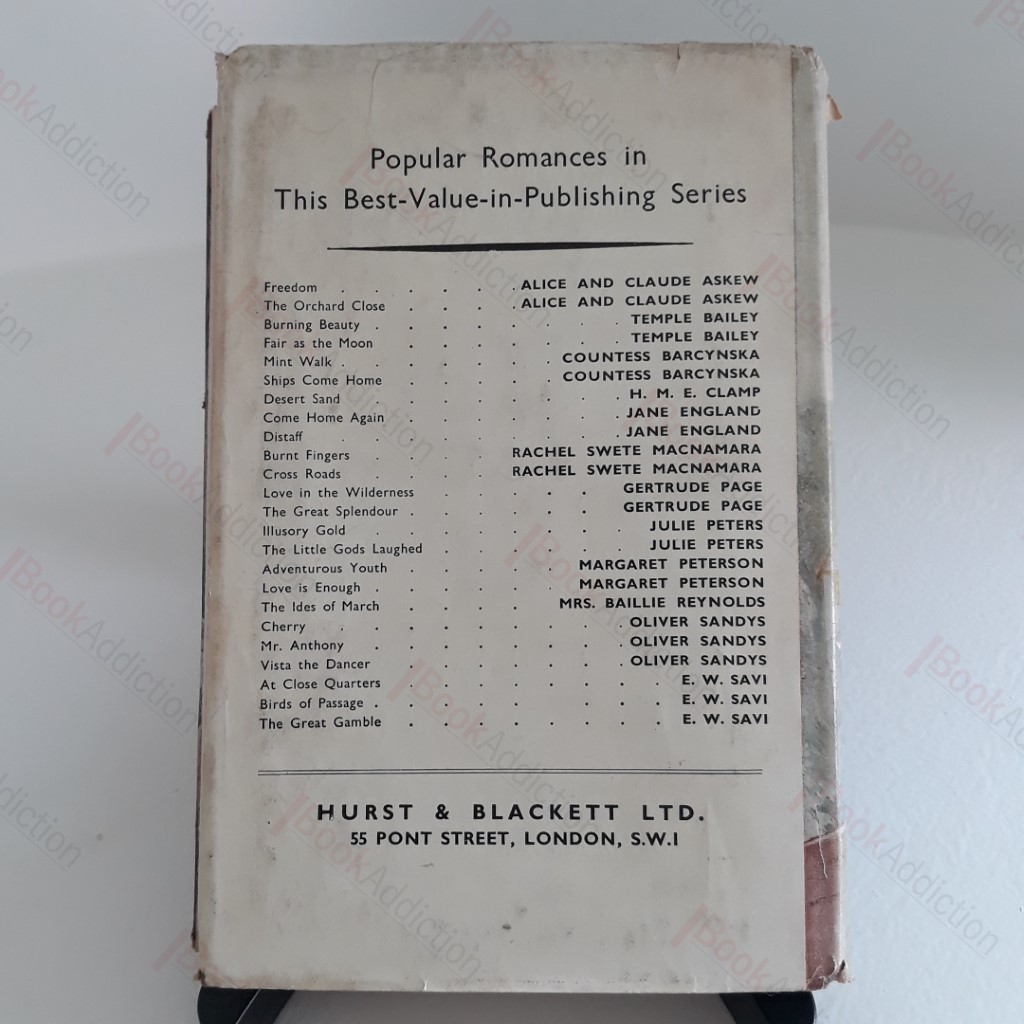 Popular Romances in
This Best-Value-in-Publishing Series
Freedom . . . . . . ALICE AND CLAUDE ASKEW
The Orchard Close . . . . ALICE AND CLAUDE ASKEW
Burning Beauty . . . . . . . . TEMPLE BAILEY
Fair as the Moon . . . . . . . TEMPLE BAILEY
Mint Walk . . . . . . . COUNTESS BARCYNSKA
Ships Come Home . . . . . COUNTESS BARCYNSKA
Desert Sand . . . . . . . . H. M. E. CLAMP
Come Home Again . . . . . . . JANE ENGLAND
Distaff . . . . . . . . . JANE ENGLAND
Burnt Fingers . . . . RACHEL SWETE MACNAMARA
Cross Roads . . . . RACHEL SWETE MACNAMARA
Love in the Wilderness . . . . . GERTRUDE PAGE
The Great Splendour . . . . . . GERTRUDE PAGE
Illusory Gold . . . . . . . . JULIE PETERS
The Little Gods Laughed . . . . . . JULIE PETERS
Adventurous Youth . . . . . MARGARET PETERSON
Love is Enough . . . . . . MARGARET PETERSON
The Ides of March . . . . MRS. BAILLIE REYNOLDS
Cherry . . . . . . . . . OLIVER SANDYS
Mr. Anthony . . . . . . . . OLIVER SANDYS
Vista the Dancer . . . . . . OLIVER SANDYS
At Close Quarters . . . . . . . . E. W. SAVI
Birds of Passage . . . . . . . . E. W. SAVI
The Great Gamble . . . . . . . . E. W. SAVI
HURST & BLACKETT LTD.
55 PONT STREET, LONDON, S.W.1
BookAddiction